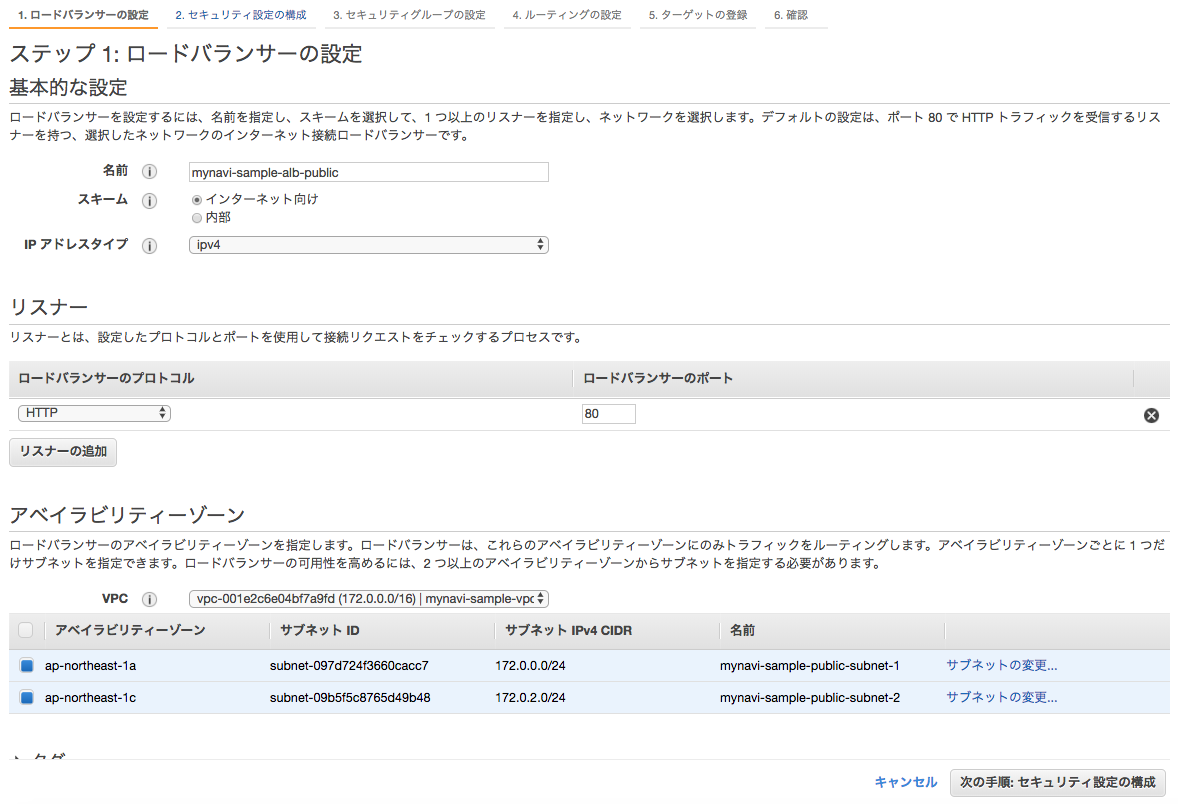 1. ロードバランサーの設定 2. セキュリティ設定の構成 3. セキュリティグループの設定 4. ルーティングの設定 5. ターゲットの登録 6. 確認
ステップ 1: ロードバランサーの設定
基本的な設定
ロードバランサーを設定するには、名前を指定し、スキームを選択して、1 つ以上のリスナーを指定し、ネットワークを選択します。デフォルトの設定は、ポート 80 で HTTP トラフィックを受信するリス
ナーを持つ、選択したネットワークのインターネット接続ロードバランサーです。
名前 i mynavi-sample-alb-public
スキーム i インターネット向け
内部
IP アドレスタイプ i ipv4
リスナー
リスナーとは、設定したプロトコルとポートを使用して接続リクエストをチェックするプロセスです。
ロードバランサーのプロトコル ロードバランサーのポート
HTTP 80
リスナーの追加
アベイラビリティーゾーン
ロードバランサーのアベイラビリティーゾーンを指定します。ロードバランサーは、これらのアベイラビリティーゾーンにのみトラフィックをルーティングします。アベイラビリティーゾーンごとに 1 つだ
けサブネットを指定できます。ロードバランサーの可用性を高めるには、2 つ以上のアベイラビリティーゾーンからサブネットを指定する必要があります。
VPC i vpc-001e2c6e04bf7a9fd (172.0.0.0/16) | mynavi-sample-vpc
アベイラビリティーゾーン サブネット ID サブネット IPv4 CIDR 名前
ap-northeast-1a subnet-097d724f3660cacc7 172.0.0.0/24 mynavi-sample-public-subnet-1 サブネットの変更...
ap-northeast-1c subnet-09b5f5c8765d49b48 172.0.2.0/24 mynavi-sample-public-subnet-2 サブネットの変更...
タグ
キャンセル 次の手順: セキュリティ設定の構成